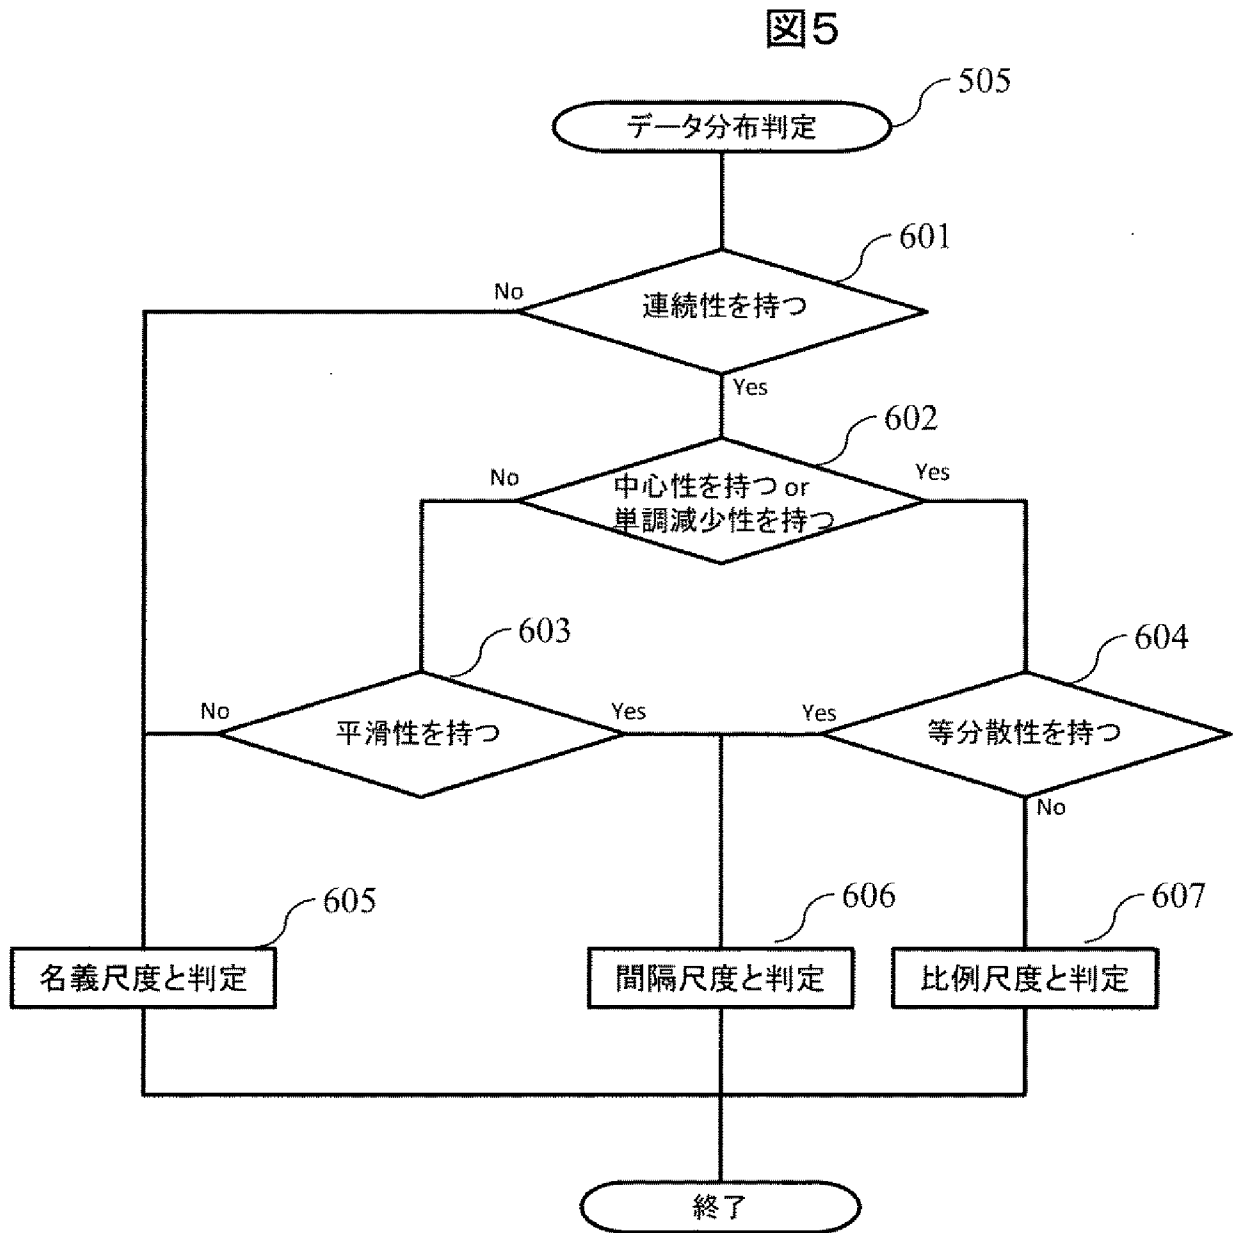 図5
505
データ分布判定
601
No
連続性を持つ
Yes
602
No
Yes
中心性を持つ or
単調減少性を持つ
603
604
No
平滑性を持つ
Yes
Yes
等分散性を持つ
No
605
606
607
名義尺度と判定
間隔尺度と判定
比例尺度と判定
終了